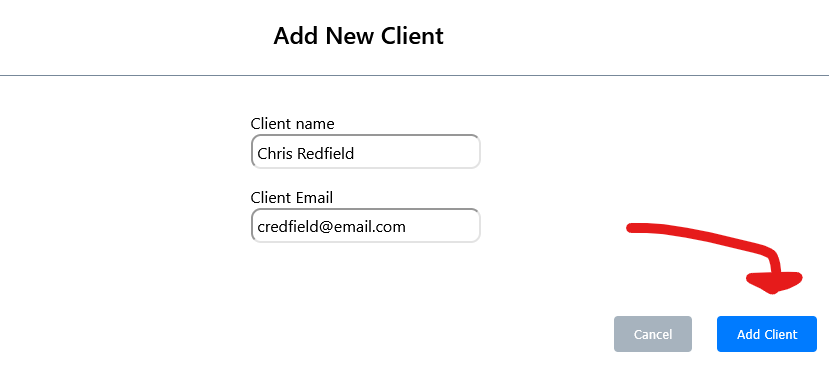 Add New Client
Client name
Chris Redfield
Client Email
credfield@email.com
Cancel
Add Client